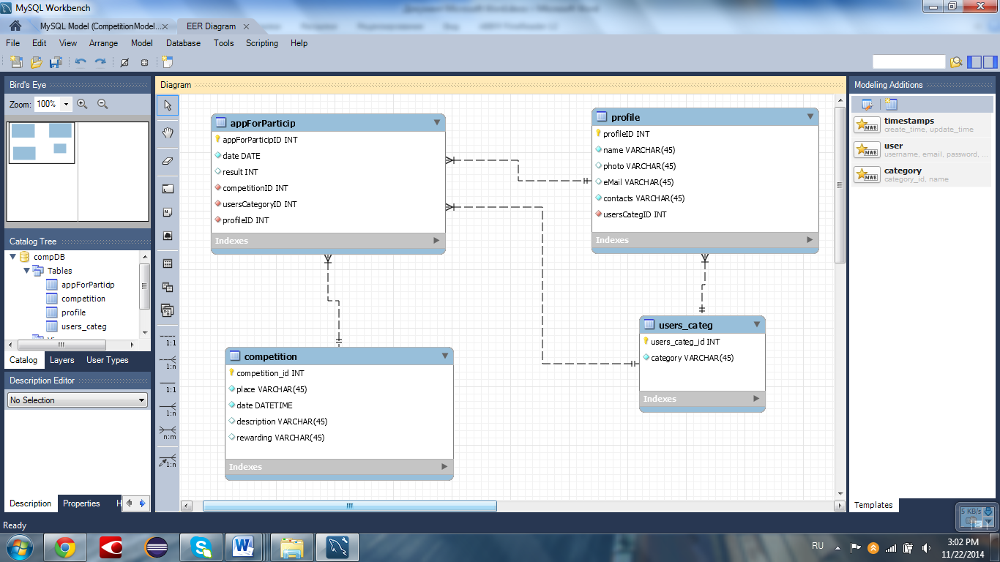 MySQL Workbench
MySQL Model (CompetitionModel... ×
EER Diagram ×
File Edit View Arrange Model Database Tools Scripting Help
Bird's Eye
Zoom: 100%
Catalog Tree
compDB
Tables
appForParticip
competition
profile
users_categ
Catalog Layers User Types
Description Editor
No Selection
Description Properties H
Ready
Diagram
1:1
1:n
1:1
1:n
n:m
1:n
appForParticip
appForParticipID INT
date DATE
result INT
competitionID INT
usersCategoryID INT
profileID INT
Indexes
profile
profileID INT
name VARCHAR(45)
photo VARCHAR(45)
eMail VARCHAR(45)
contacts VARCHAR(45)
usersCategID INT
Indexes
competition
competition_id INT
place VARCHAR(45)
date DATETIME
description VARCHAR(45)
rewarding VARCHAR(45)
Indexes
users_categ
users_categ_id INT
category VARCHAR(45)
Indexes
Modeling Additions
MWB
timestamps
create_time, update_time
MWB
user
username, email, password, ...
MWB
category
category_id, name
Templates
5 KB/s
RU
3:02 PM
11/22/2014